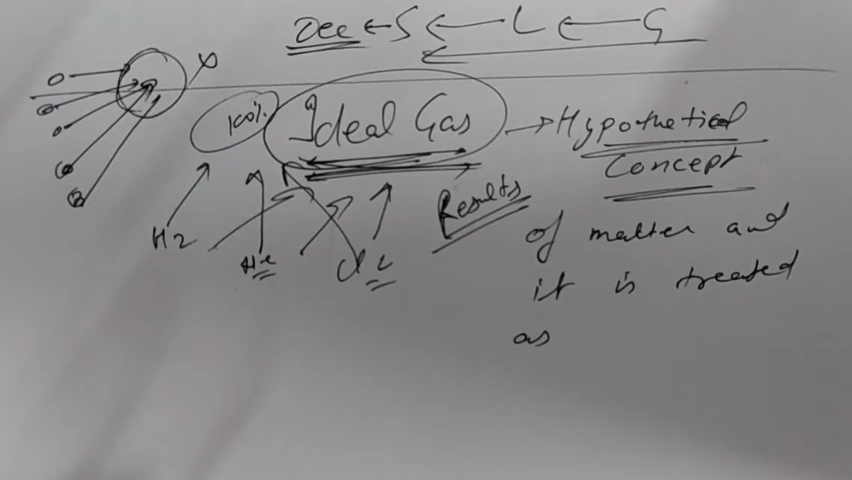 Dec ← S ← L ← G
100% Ideal Gas → Hypothetical
Concept
Results
of matter and
H2 He Cl2
it is treated
as